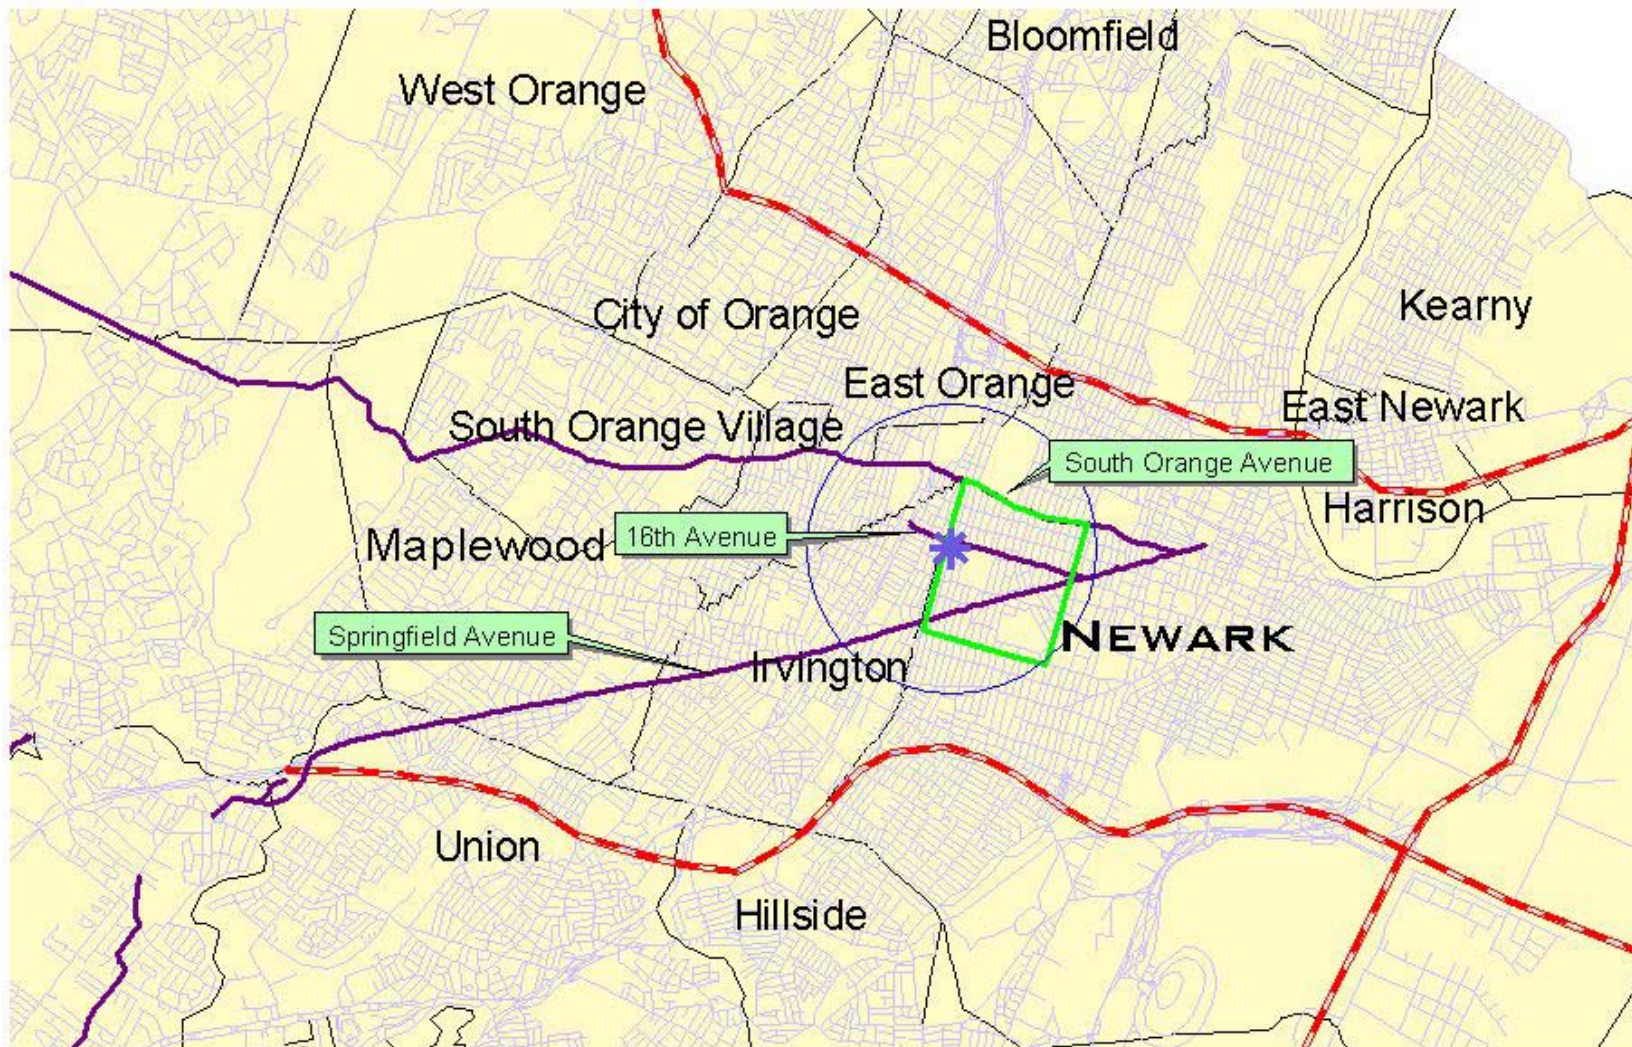 Bloomfield
West Orange
Kearny
City of Orange
East Orange
East Newark
South Orange Village
South Orange Avenue
Harrison
16th Avenue
Maplewood
Springfield Avenue
NEWARK
Irvington
Union
Hillside